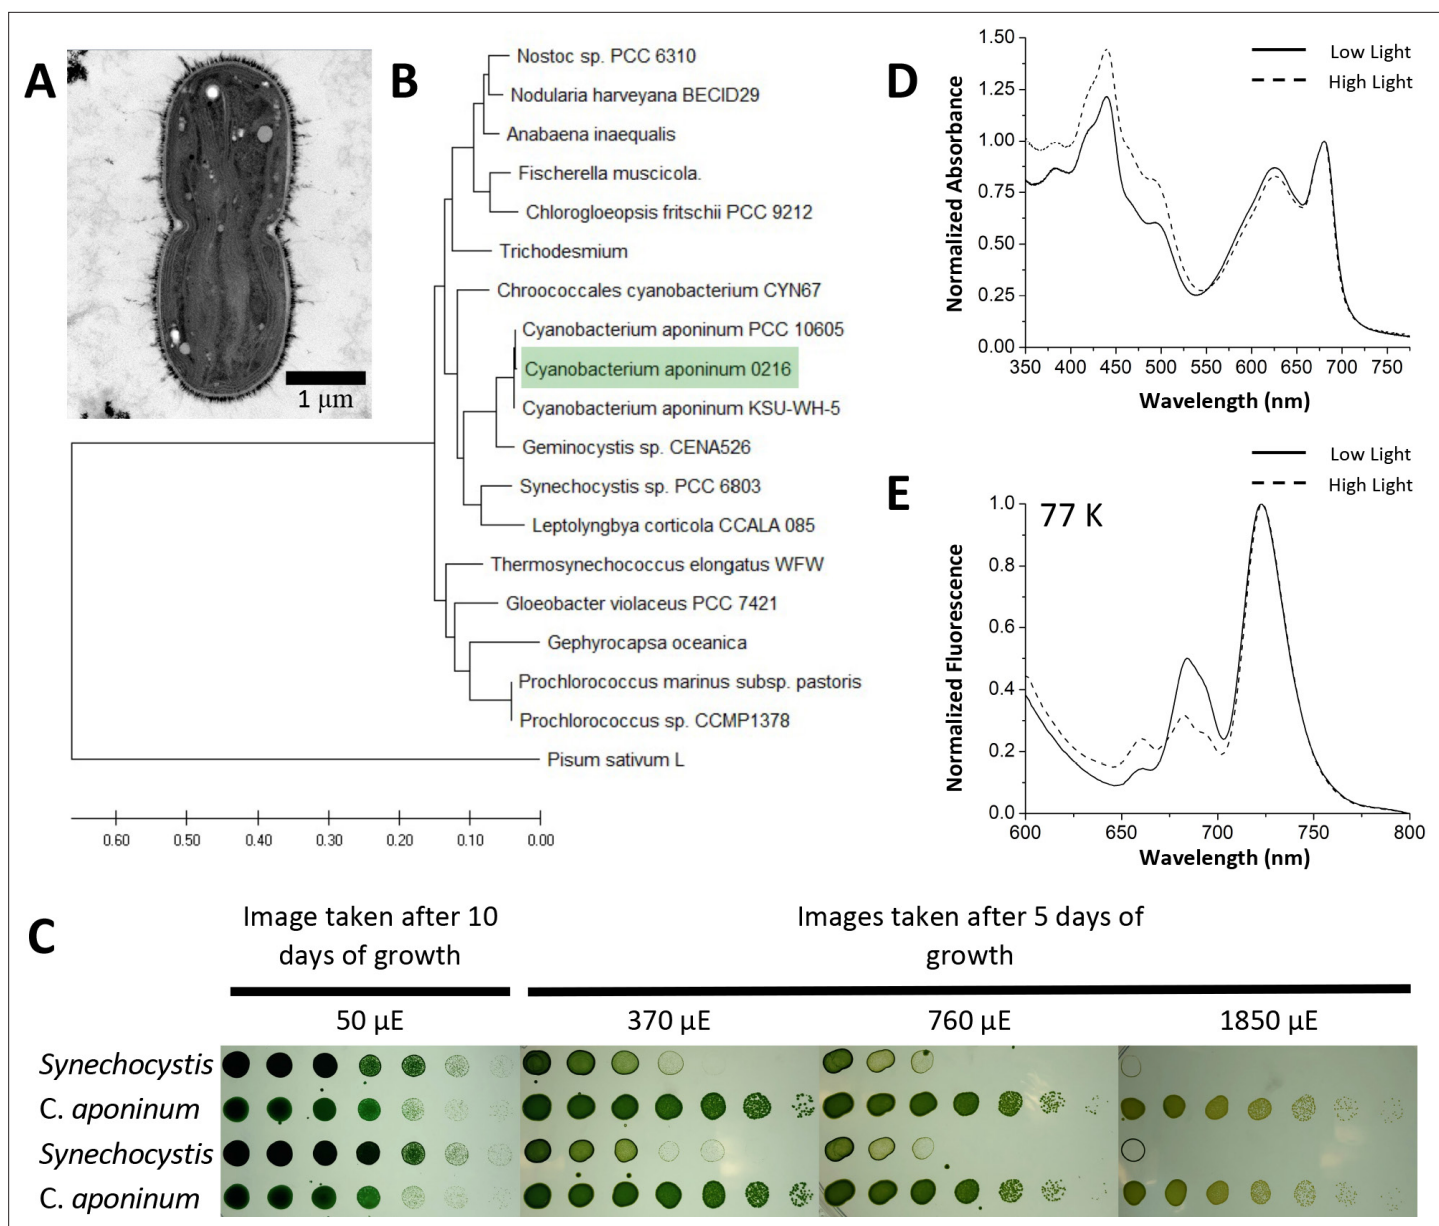 A
1 μm
B
Nostoc sp. PCC 6310
Nodularia harveyana BECID29
Anabaena inaequalis
Fischerella muscicola.
Chlorogloeopsis fritschii PCC 9212
Trichodesmium
Chroococcales cyanobacterium CYN67
Cyanobacterium aponinum PCC 10605
Cyanobacterium aponinum 0216
Cyanobacterium aponinum KSU-WH-5
Geminocystis sp. CENA526
Synechocystis sp. PCC 6803
Leptolyngbya corticola CCALA 085
Thermosynechococcus elongatus WFW
Gloeobacter violaceus PCC 7421
Gephyrocapsa oceanica
Prochlorococcus marinus subsp. pastoris
Prochlorococcus sp. CCMP1378
Pisum sativum L
0.60 0.50 0.40 0.30 0.20 0.10 0.00
D
Low Light
High Light
Normalized Absorbance
1.50
1.25
1.00
0.75
0.50
0.25
0.00
350 400 450 500 550 600 650 700 750
Wavelength (nm)
E
77 K
Low Light
High Light
Normalized Fluorescence
1.0
0.8
0.6
0.4
0.2
0.0
600 650 700 750 800
Wavelength (nm)
C
Image taken after 10
days of growth
Images taken after 5 days of
growth
50 μE 370 μE 760 μE 1850 μE
Synechocystis
C. aponinum
Synechocystis
C. aponinum